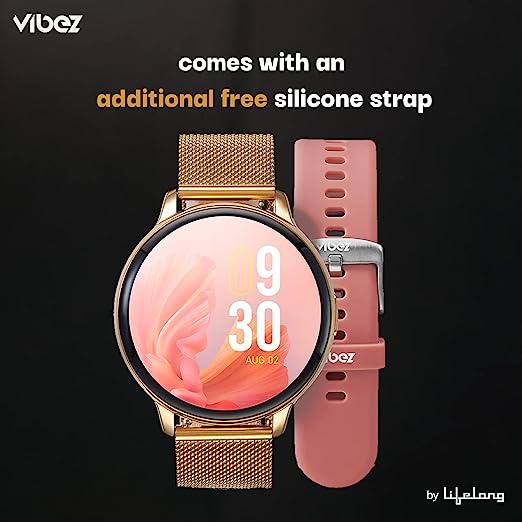 vibez
comes with an
additional free silicone strap
09
30
AUG 02
vibez
vibez
by lifelong